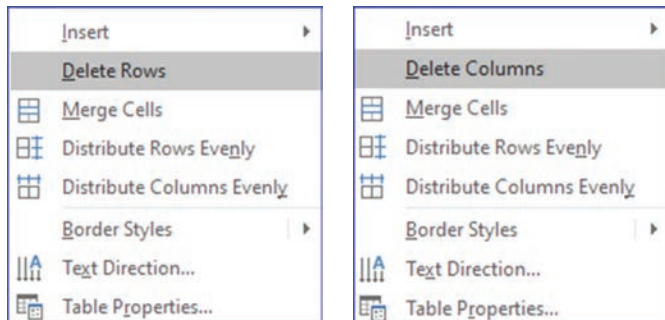 Insert
Delete Rows
Merge Cells
Distribute Rows Evenly
Distribute Columns Evenly
Border Styles
Text Direction...
Table Properties...
Insert
Delete Columns
Merge Cells
Distribute Rows Evenly
Distribute Columns Evenly
Border Styles
Text Direction...
Table Properties...